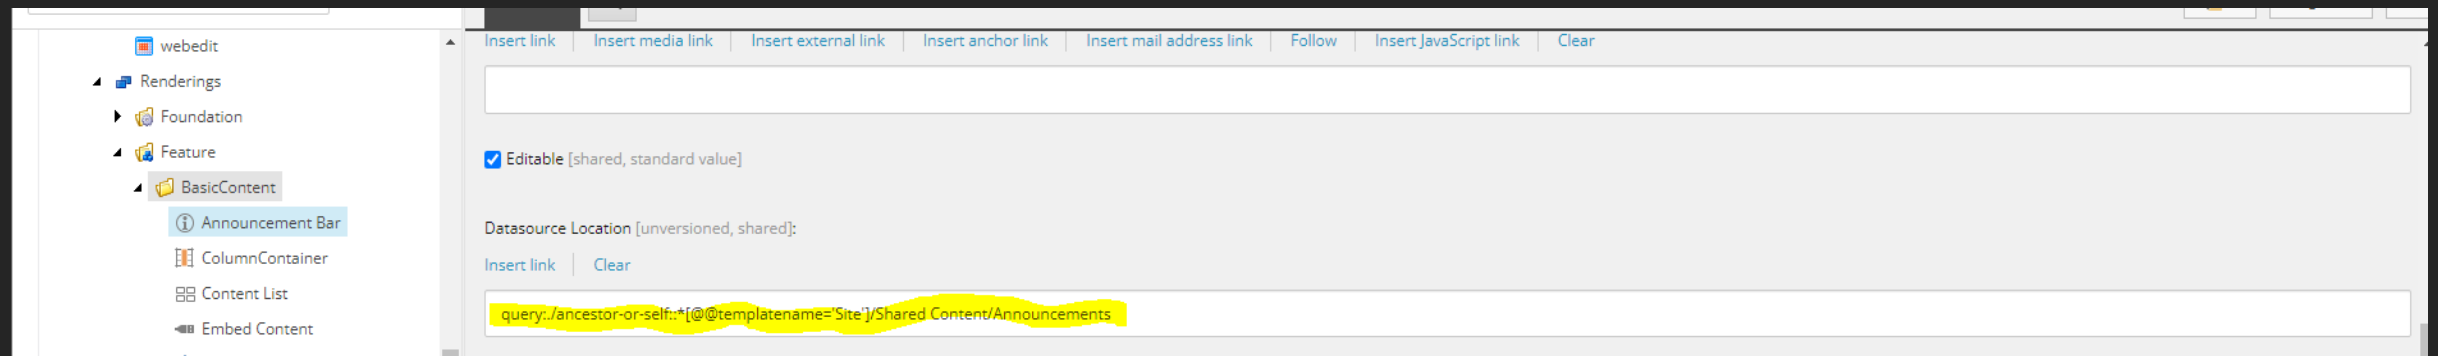 webedit
Renderings
Foundation
Feature
BasicContent
Announcement Bar
ColumnContainer
Content List
Embed Content
Insert link Insert media link Insert external link Insert anchor link Insert mail address link Follow Insert JavaScript link Clear
Editable [shared, standard value]
Datasource Location [unversioned, shared]:
Insert link Clear
query:./ancestor-or-self::*[@@templatename='Site']/Shared Content/Announcements